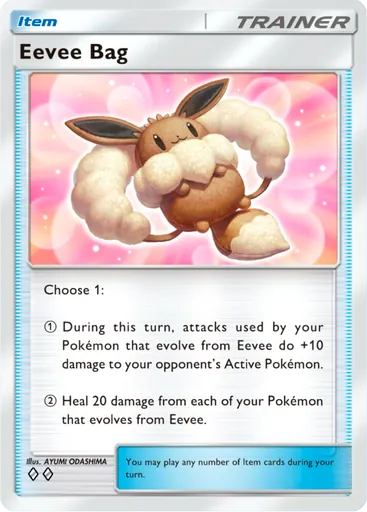 Item
TRAINER
Eevee Bag
Choose 1:
① During this turn, attacks used by your
Pokémon that evolve from Eevee do +10
damage to your opponent's Active Pokémon.
② Heal 20 damage from each of your Pokémon
that evolves from Eevee.
Illus. AYUMI ODASHIMA
You may play any number of Item cards during your
turn.